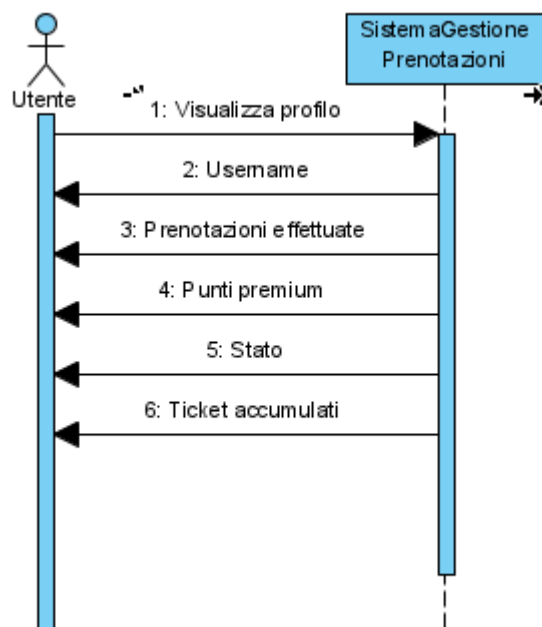 SistemaGestione
Prenotazioni
Utente
1: Visualizza profilo
2: Username
3: Prenotazioni effettuate
4: Punti premium
5: Stato
6: Ticket accumulati